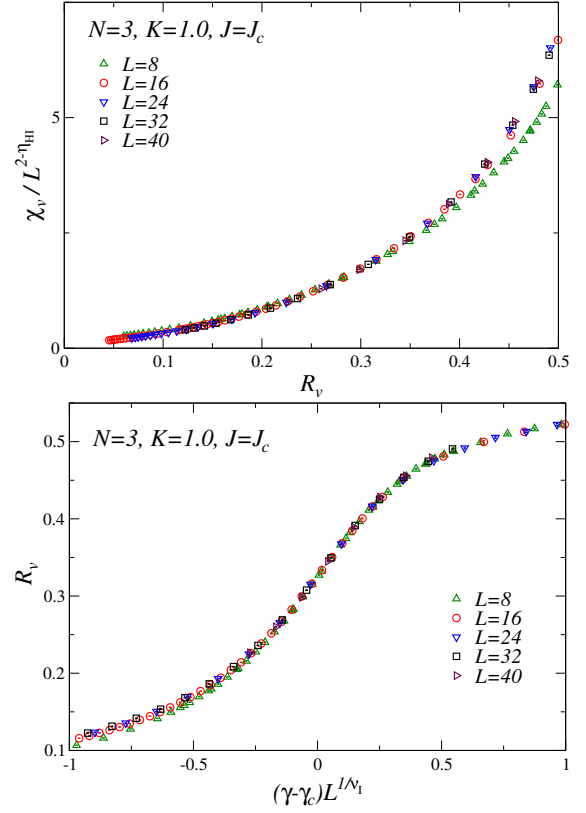 N=3, K=1.0, J=J_c
L=8
L=16
L=24
L=32
L=40
χ_v / L^{2-η_HI}
5
0
0 0.1 0.2 0.3 0.4 0.5
R_v
N=3, K=1.0, J=J_c
L=8
L=16
L=24
L=32
L=40
R_v
0.5
0.4
0.3
0.2
0.1
-1 -0.5 0 0.5 1
(γ-γ_c)L^{1/ν_I}